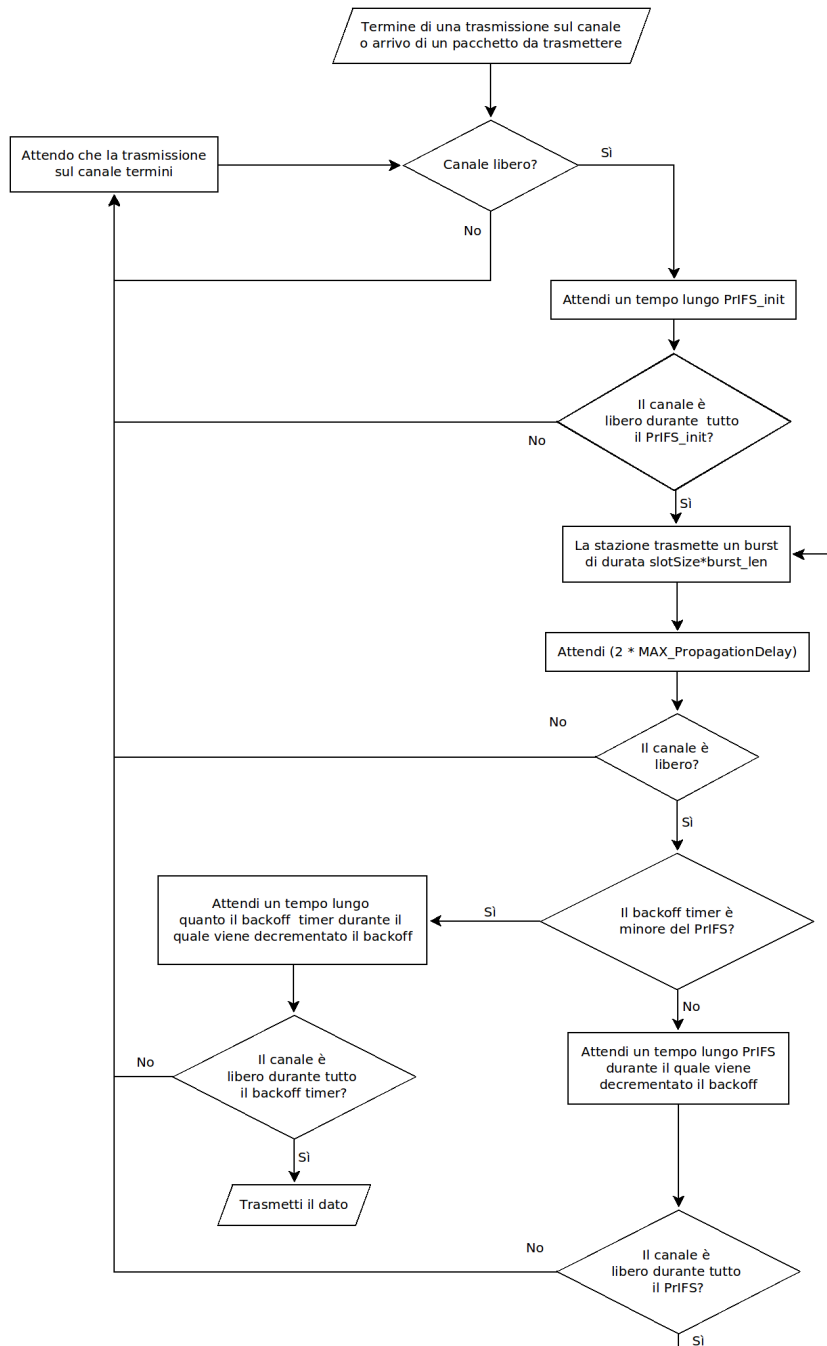 Termine di una trasmissione sul canale
o arrivo di un pacchetto da trasmettere
Attendo che la trasmissione
sul canale termini
Canale libero?
Sì
No
Attendi un tempo lungo PrIFS_init
Il canale è
libero durante tutto
il PrIFS_init?
No
Sì
La stazione trasmette un burst
di durata slotSize*burst_len
Attendi (2 * MAX_PropagationDelay)
No
Il canale è
libero?
Sì
Attendi un tempo lungo
quanto il backoff timer durante il
quale viene decrementato il backoff
Sì
Il backoff timer è
minore del PrIFS?
No
Attendi un tempo lungo PrIFS
durante il quale viene
decrementato il backoff
No
Il canale è
libero durante tutto
il backoff timer?
Sì
Trasmetti il dato
No
Il canale è
libero durante tutto
il PrIFS?
Sì